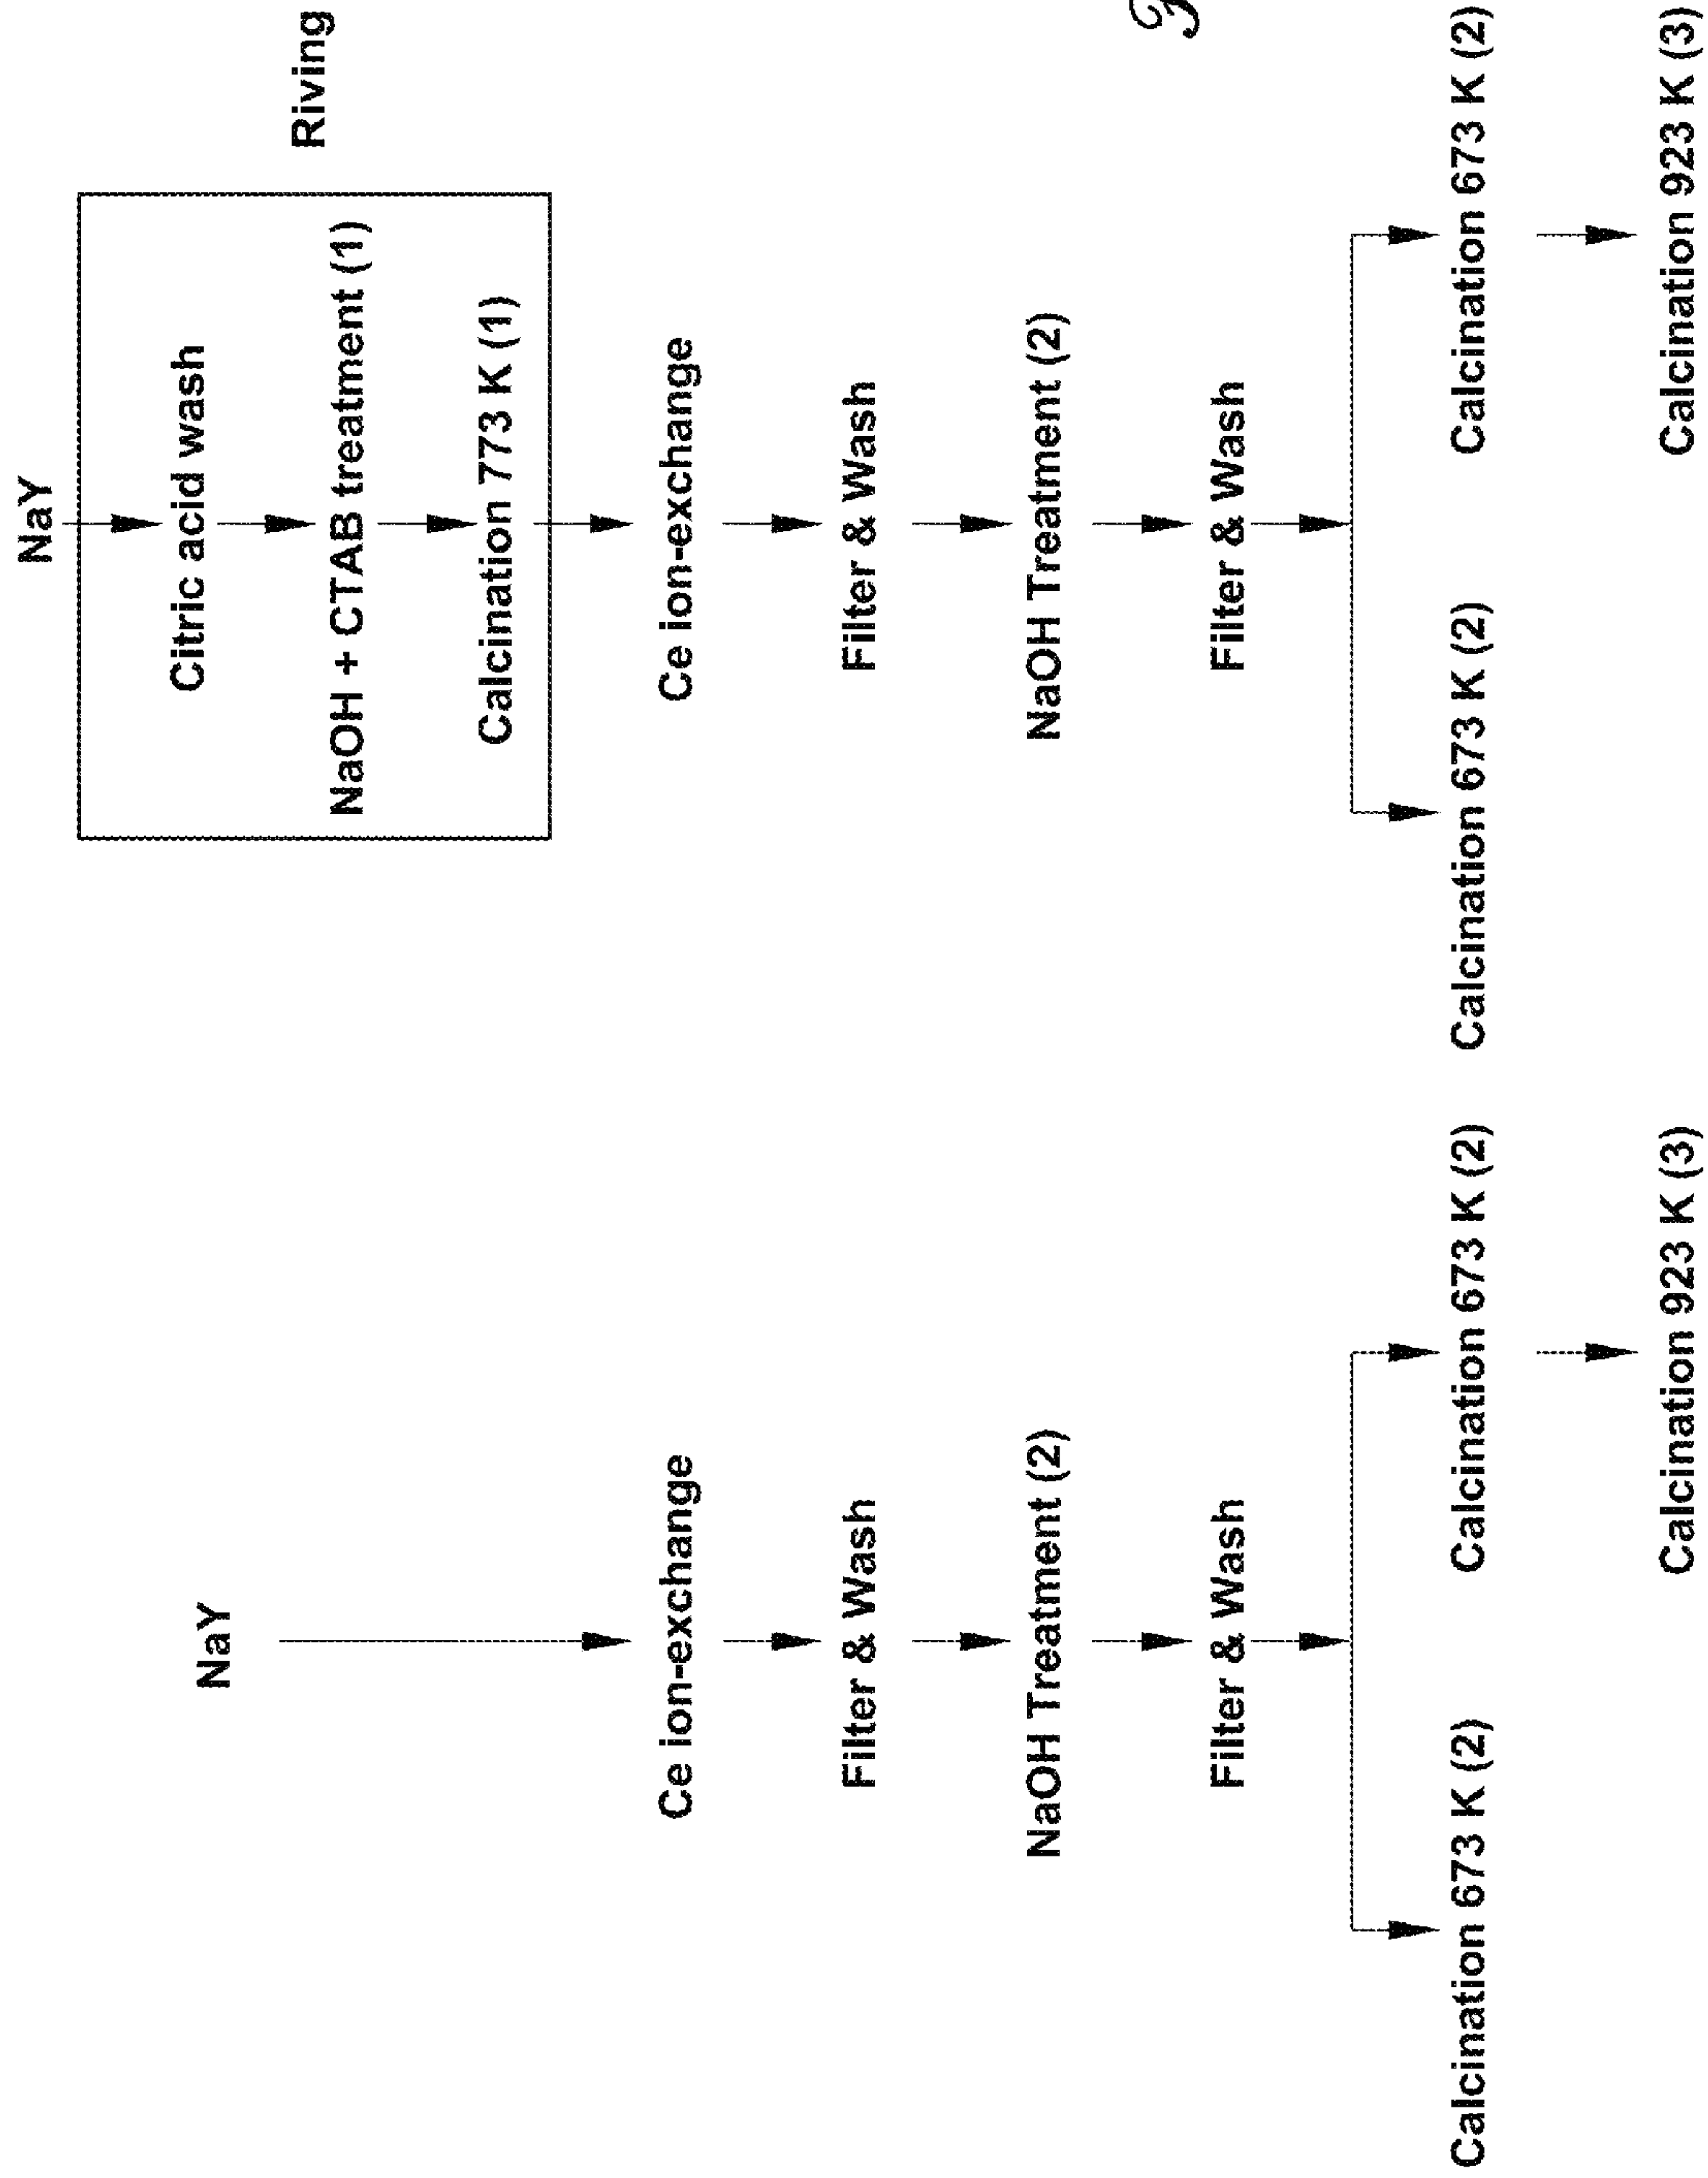 NaY
Ce ion-exchange
Filter & Wash
NaOH Treatment (2)
Filter & Wash
Calcination 673 K (2)
Calcination 673 K (2)
Calcination 923 K (3)
NaY
Citric acid wash
NaOH + CTAB treatment (1)
Calcination 773 K (1)
Riving
Ce ion-exchange
Filter & Wash
NaOH Treatment (2)
Filter & Wash
Calcination 673 K (2)
Calcination 673 K (2)
Calcination 923 K (3)